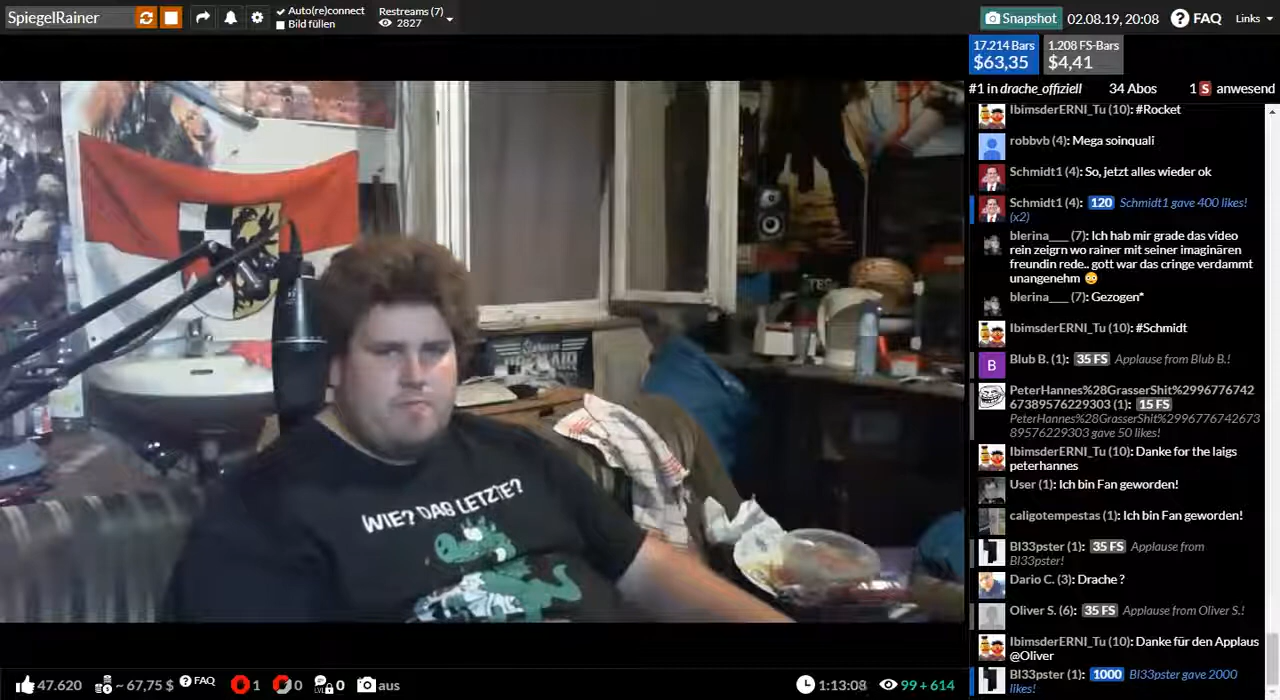 SpiegelRainer
Auto(re)connect
Bild füllen
Restreams (7)
2827
Snapshot
02.08.19, 20:08
? FAQ
Links
17.214 Bars
$63,35
1.208 FS-Bars
$4,41
#1 in drache_offiziell
34 Abos
1 S anwesend
IbimsderERNI_Tu (10): #Rocket
robbvb (4): Mega soinquali
Schmidt1 (4): So, jetzt alles wieder ok
Schmidt1 (4): 120 Schmidt1 gave 400 likes!
(x2)
blerina___ (7): Ich hab mir grade das video
rein zeigrn wo rainer mit seiner imaginären
freundin rede.. gott war das cringe verdammt
unangenehm 😳
blerina___ (7): Gezogen*
IbimsderERNI_Tu (10): #Schmidt
B
Blub B. (1): 35 FS Applause from Blub B.!
PeterHannes%28GrasserShit%2996776742
67389576229303 (1): 15 FS
PeterHannes%28GrasserShit%299677674 2673
89576229303 gave 50 likes!
IbimsderERNI_Tu (10): Danke for the laigs
peterhannes
User (1): Ich bin Fan geworden!
caligotempestas (1): Ich bin Fan geworden!
Bl33pster (1): 35 FS Applause from
Bl33pster!
Dario C. (3): Drache ?
Oliver S. (6): 35 FS Applause from Oliver S.!
IbimsderERNI_Tu (10): Danke für den Applaus
@Oliver
Bl33pster (1): 1000 Bl33pster gave 2000
likes!
WIE? DAS LETZTE?
47.620
~ 67,75 $
? FAQ
1
0
LVL
0
aus
1:13:08
99 + 614